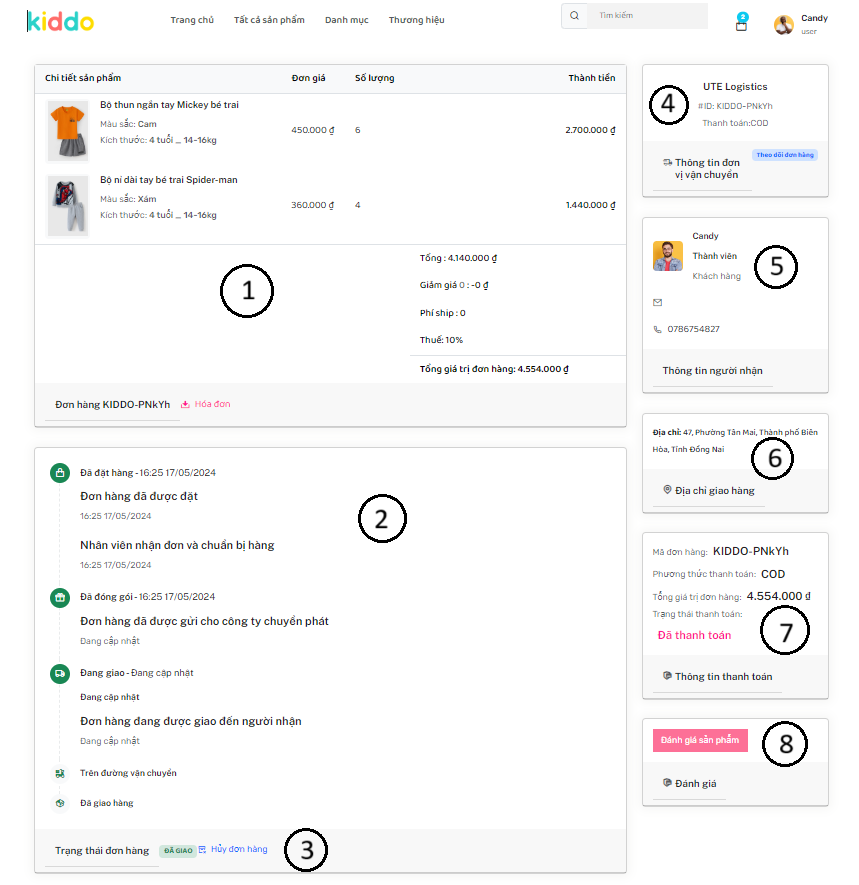 kiddo
Trang chủ
Tất cả sản phẩm
Danh mục
Thương hiệu
Tìm kiếm
2
Candy
user
Chi tiết sản phẩm
Đơn giá
Số lượng
Thành tiền
Bộ thun ngắn tay Mickey bé trai
Màu sắc: Cam
Kích thước: 4 tuổi _ 14-16kg
450.000 ₫
6
2.700.000 ₫
Bộ nỉ dài tay bé trai Spider-man
Màu sắc: Xám
Kích thước: 4 tuổi _ 14-16kg
360.000 ₫
4
1.440.000 ₫
1
Tổng : 4.140.000 ₫
Giảm giá 0 : -0 ₫
Phí ship : 0
Thuế: 10%
Tổng giá trị đơn hàng: 4.554.000 ₫
Đơn hàng KIDDO-PNkYh
Hóa đơn
Đã đặt hàng - 16:25 17/05/2024
Đơn hàng đã được đặt
16:25 17/05/2024
2
Nhân viên nhận đơn và chuẩn bị hàng
16:25 17/05/2024
Đã đóng gói - 16:25 17/05/2024
Đơn hàng đã được gửi cho công ty chuyển phát
Đang cập nhật
Đang giao - Đang cập nhật
Đang cập nhật
Đơn hàng đang được giao đến người nhận
Đang cập nhật
Trên đường vận chuyển
Đã giao hàng
Trạng thái đơn hàng
ĐÃ GIAO
Hủy đơn hàng
3
4
UTE Logistics
#ID: KIDDO-PNkYh
Thanh toán:COD
Thông tin đơn
vị vận chuyển
Theo dõi đơn hàng
Candy
Thành viên
Khách hàng
5
0786754827
Thông tin người nhận
Địa chỉ: 47, Phường Tân Mai, Thành phố Biên
Hòa, Tỉnh Đồng Nai
6
Địa chỉ giao hàng
Mã đơn hàng: KIDDO-PNkYh
Phương thức thanh toán: COD
Tổng giá trị đơn hàng: 4.554.000 ₫
Trạng thái thanh toán:
Đã thanh toán
7
Thông tin thanh toán
Đánh giá sản phẩm
8
Đánh giá